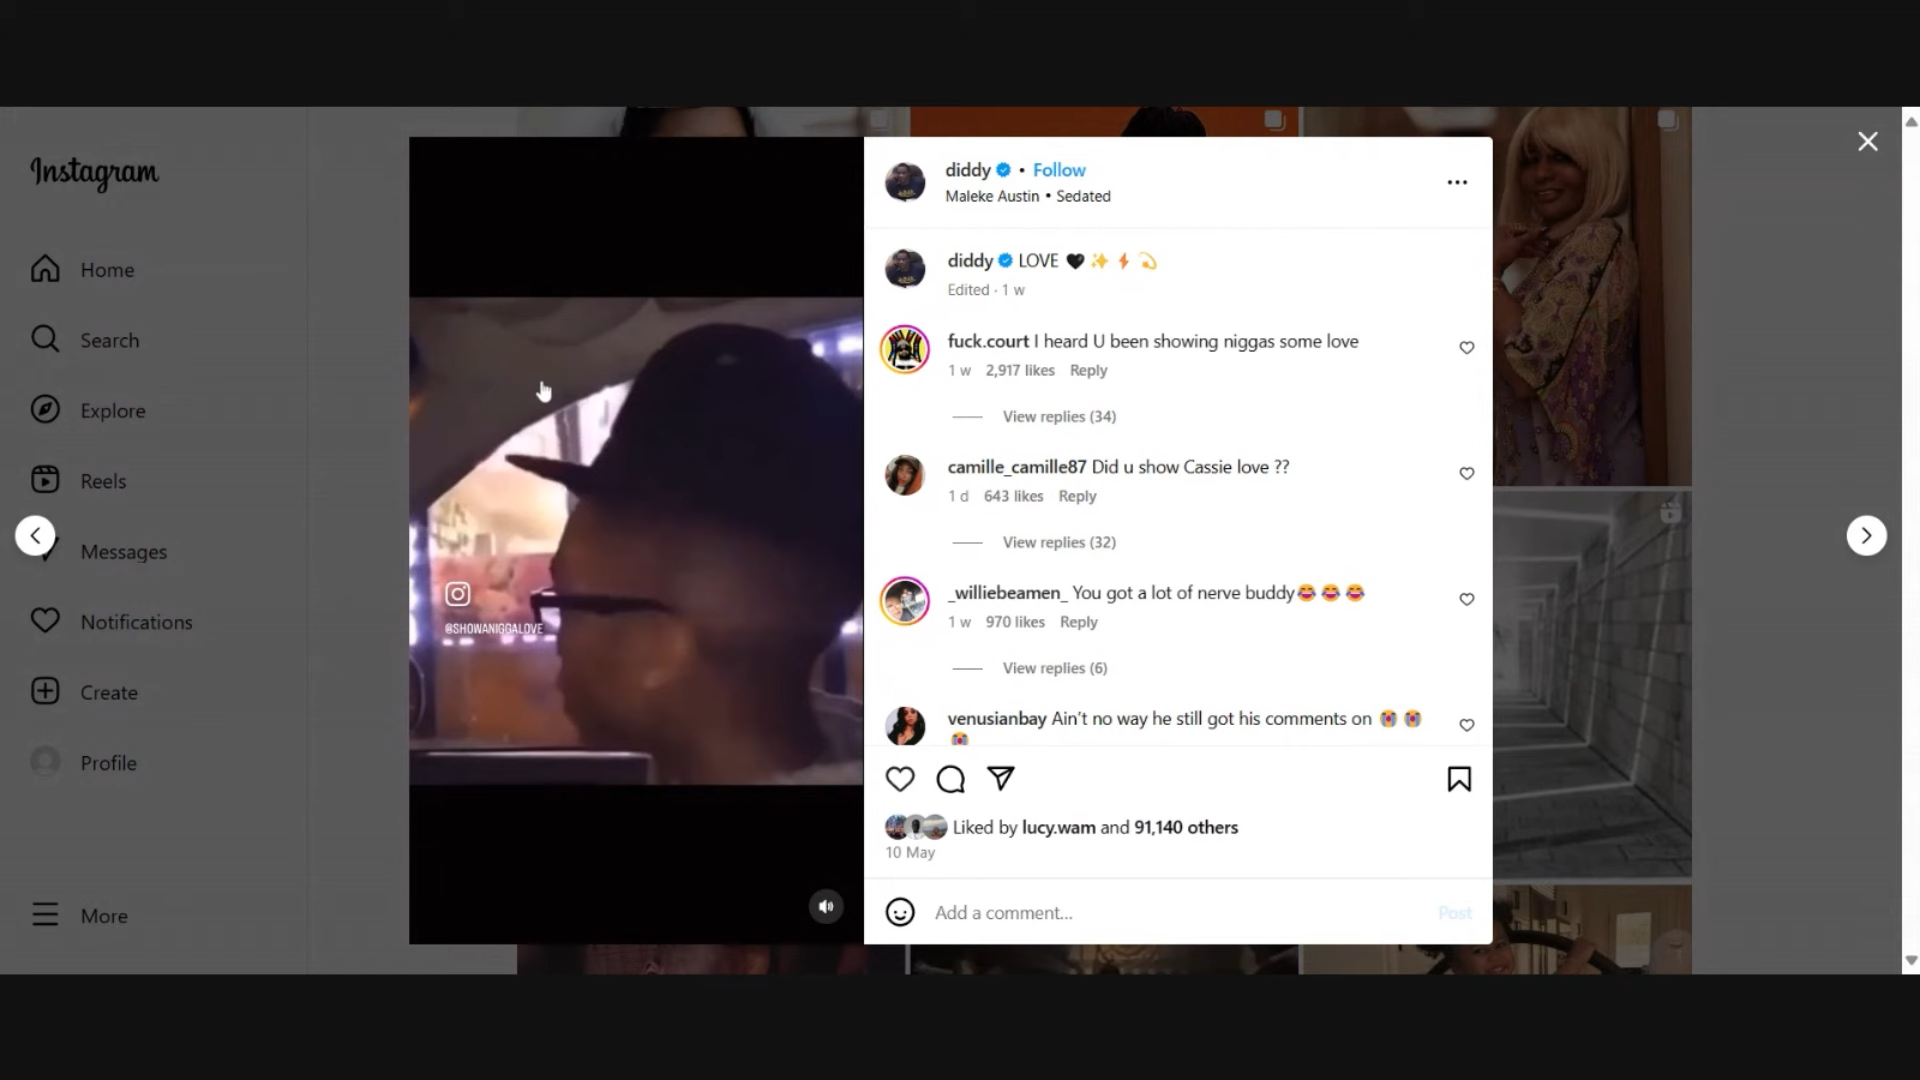 Instagram
Home
Search
Explore
Reels
Messages
Notifications
Create
Profile
More
@SHOWANIGGALOVE
diddy • Follow
Maleke Austin • Sedated
diddy LOVE 🖤✨⚡💫
Edited · 1 w
fuck.court I heard U been showing niggas some love
1 w 2,917 likes Reply
View replies (34)
camille_camille87 Did u show Cassie love ??
1 d 643 likes Reply
View replies (32)
_williebeamen_ You got a lot of nerve buddy😂😂😂
1 w 970 likes Reply
View replies (6)
venusianbay Ain't no way he still got his comments on 😭😭
😭
Liked by lucy.wam and 91,140 others
10 May
Add a comment...
Post